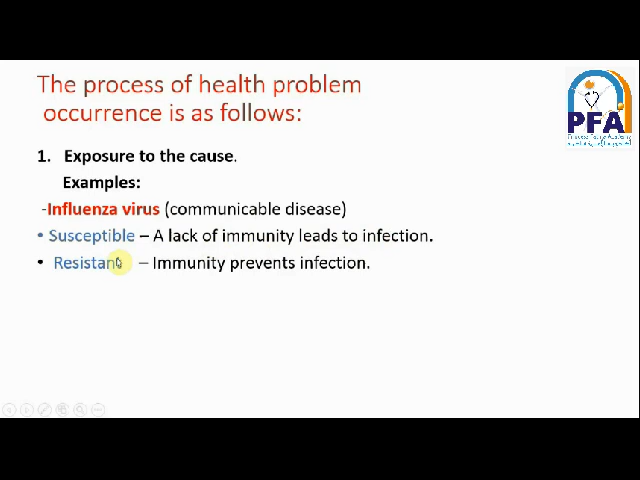 The process of health problem
occurrence is as follows:
1. Exposure to the cause.
Examples:
-Influenza virus (communicable disease)
• Susceptible – A lack of immunity leads to infection.
• Resistant – Immunity prevents infection.
PFA